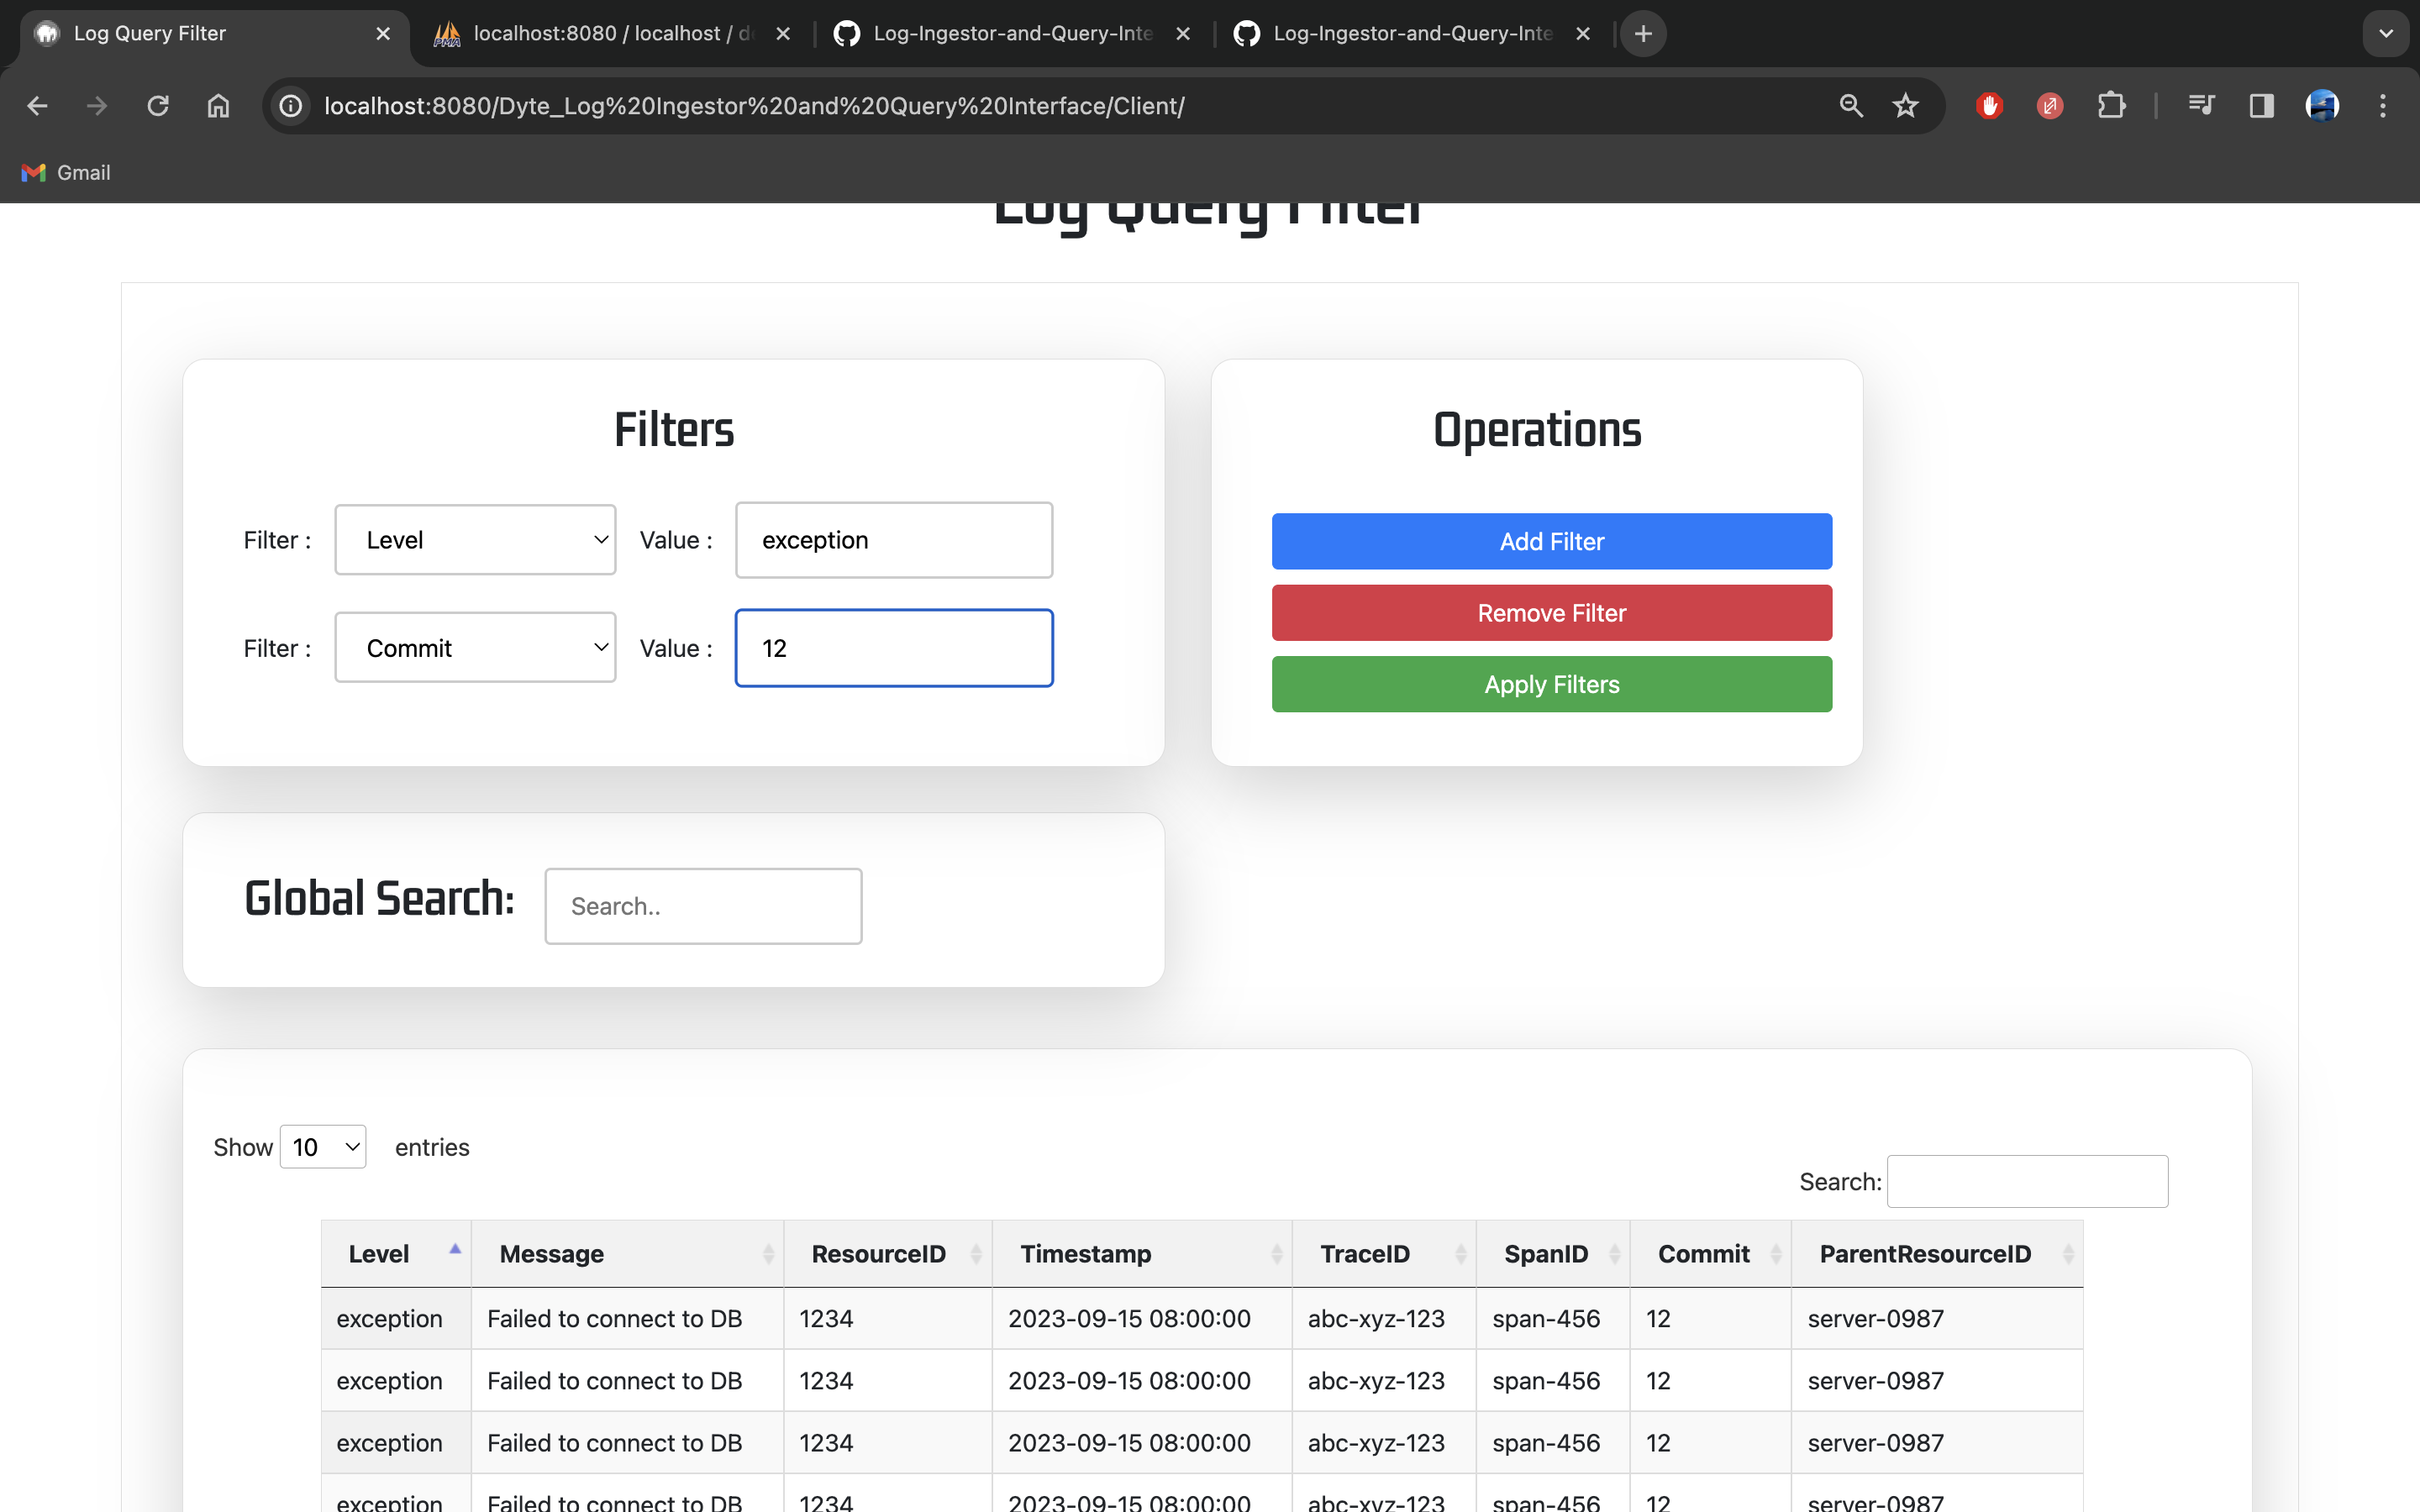 Log Query Filter
localhost:8080 / localhost / d
Log-Ingestor-and-Query-Inte
Log-Ingestor-and-Query-Inte
localhost:8080/Dyte_Log%20Ingestor%20and%20Query%20Interface/Client/
Gmail
Log Query Filter
Filters
Operations
Filter : Level Value : exception
Add Filter
Remove Filter
Filter : Commit Value : 12
Apply Filters
Global Search: Search..
Show 10 entries
Search:
Level Message ResourceID Timestamp TraceID SpanID Commit ParentResourceID
exception Failed to connect to DB 1234 2023-09-15 08:00:00 abc-xyz-123 span-456 12 server-0987
exception Failed to connect to DB 1234 2023-09-15 08:00:00 abc-xyz-123 span-456 12 server-0987
exception Failed to connect to DB 1234 2023-09-15 08:00:00 abc-xyz-123 span-456 12 server-0987
exception Failed to connect to DB 1234 2023-09-15 08:00:00 abc-xyz-123 span-456 12 server-0987